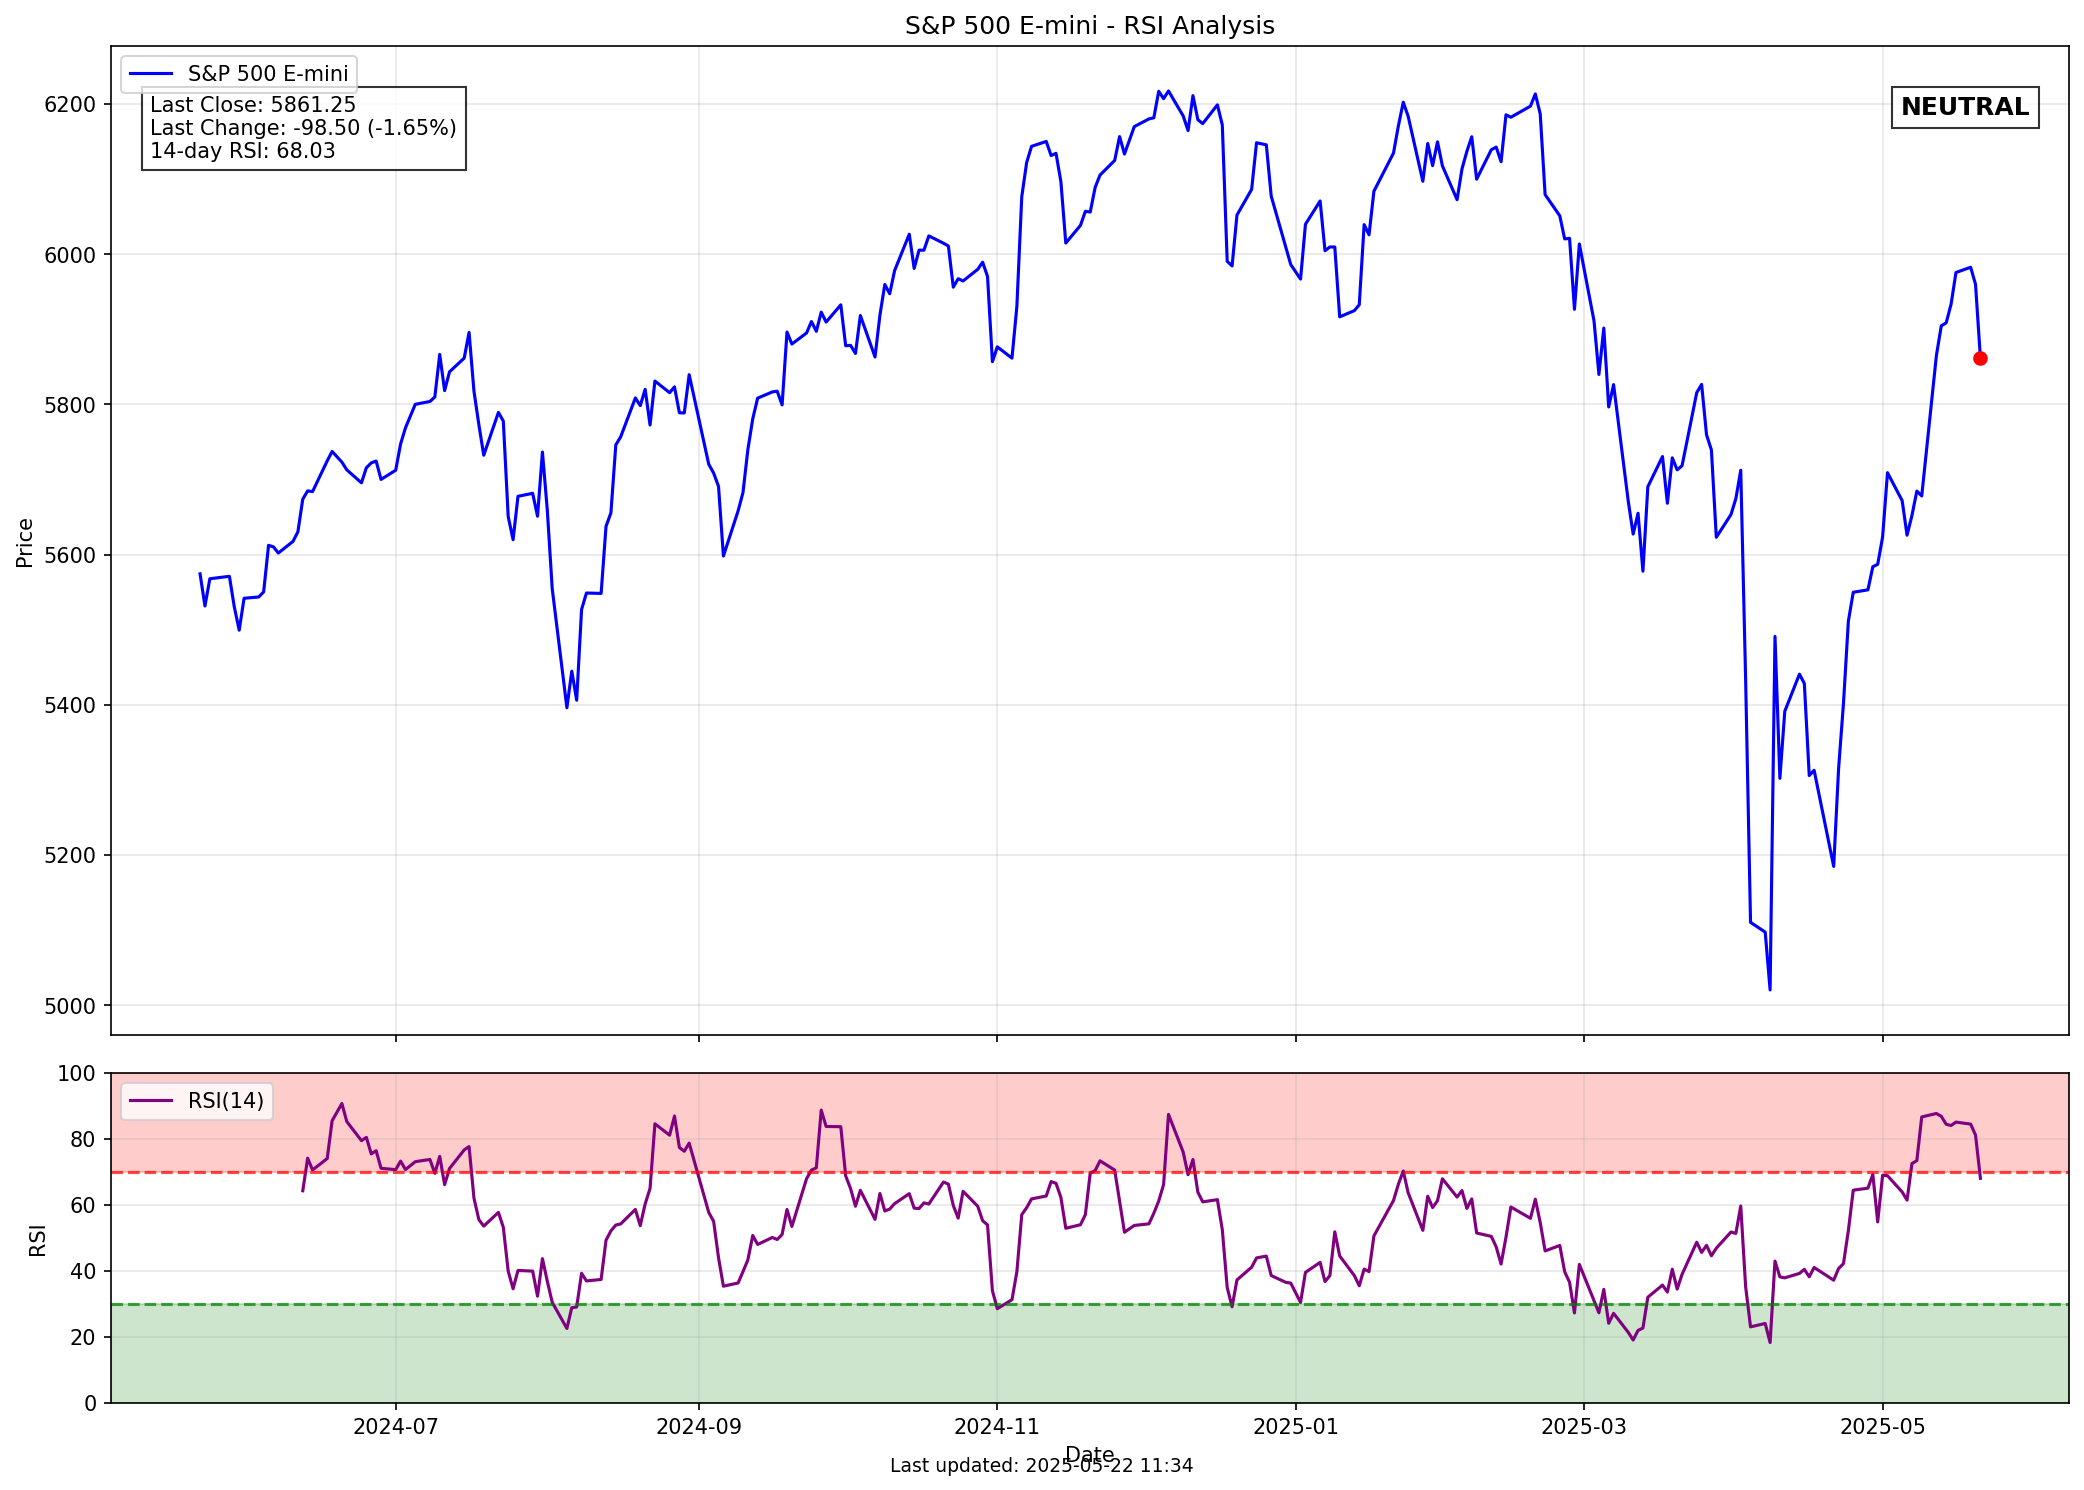 S&P 500 E-mini - RSI Analysis
S&P 500 E-mini
Last Close: 5861.25
Last Change: -98.50 (-1.65%)
14-day RSI: 68.03
NEUTRAL
Price
6200
6000
5800
5600
5400
5200
5000
RSI(14)
RSI
100
80
60
40
20
0
2024-07
2024-09
2024-11
2025-01
2025-03
2025-05
Date
Last updated: 2025-05-22 11:34